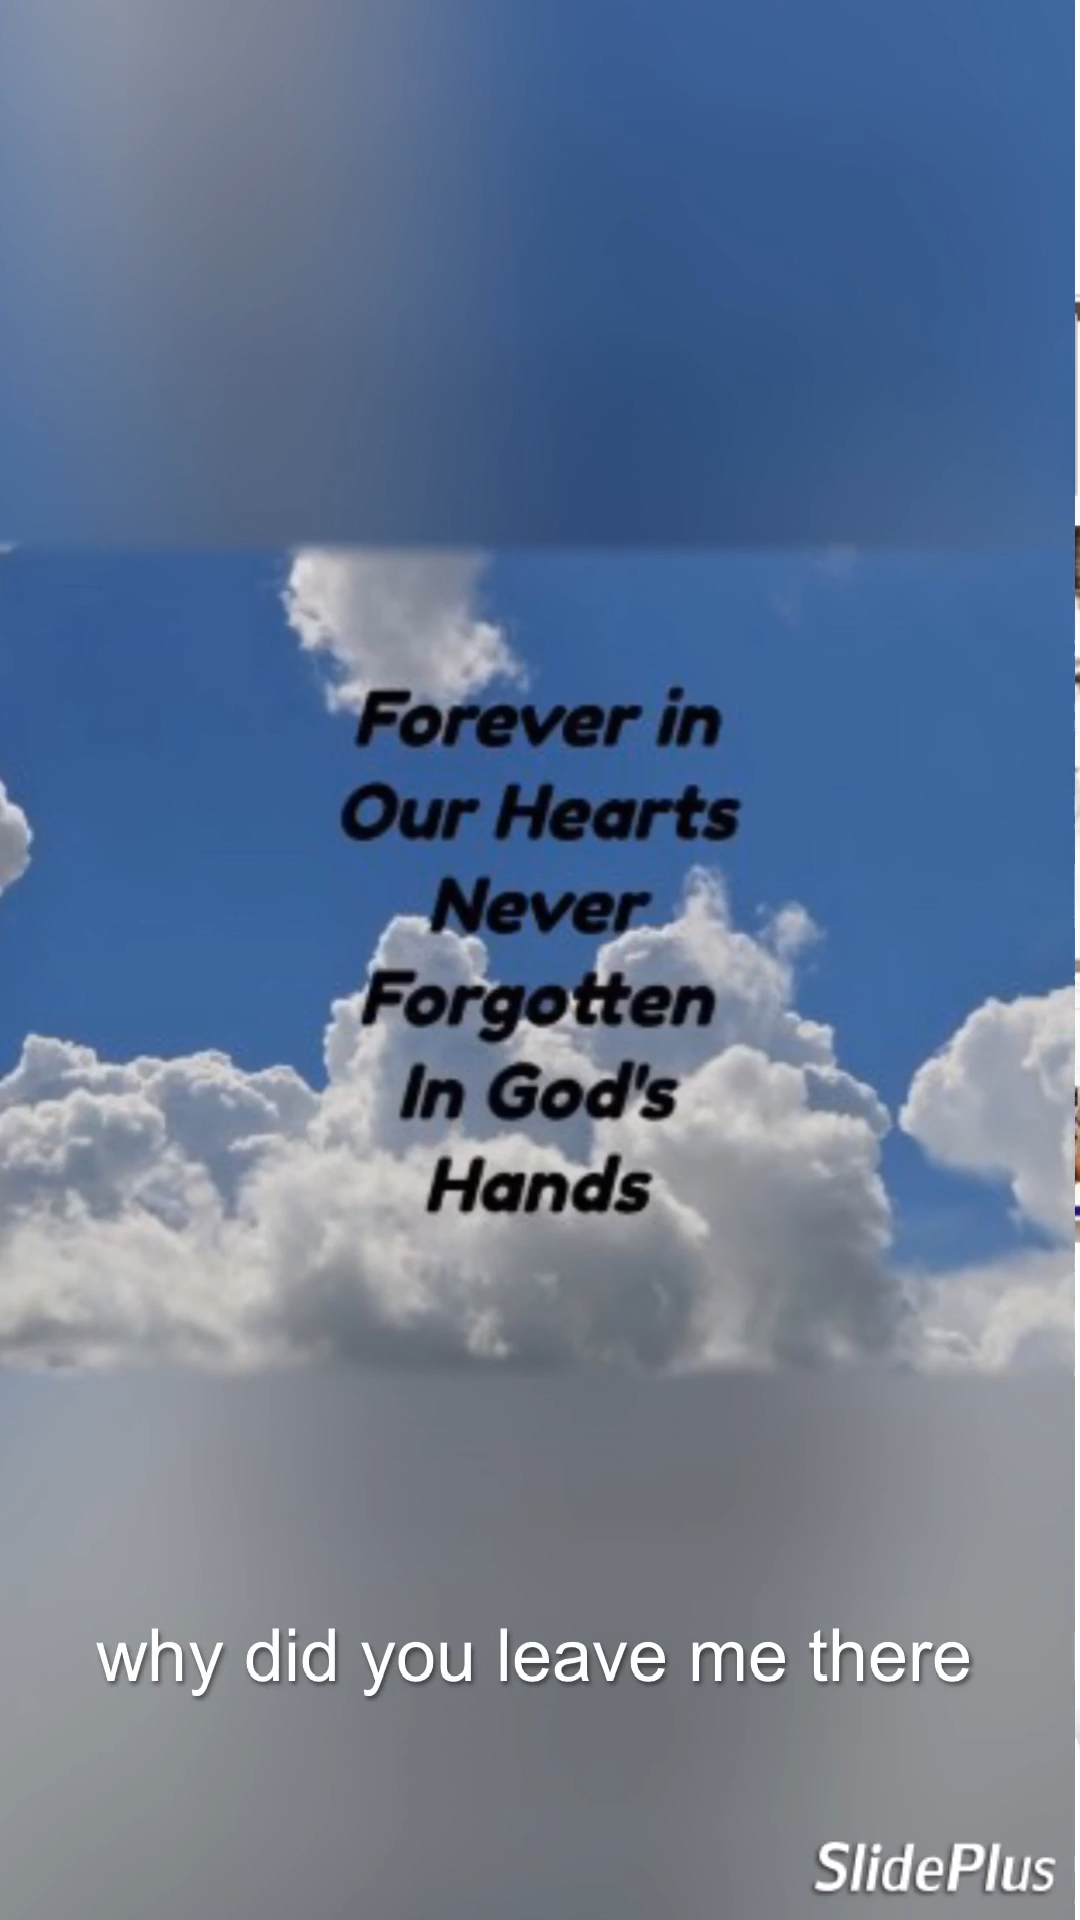 Forever in
Our Hearts
Never
Forgotten
In God's
Hands
why did you leave me there
SlidePlus